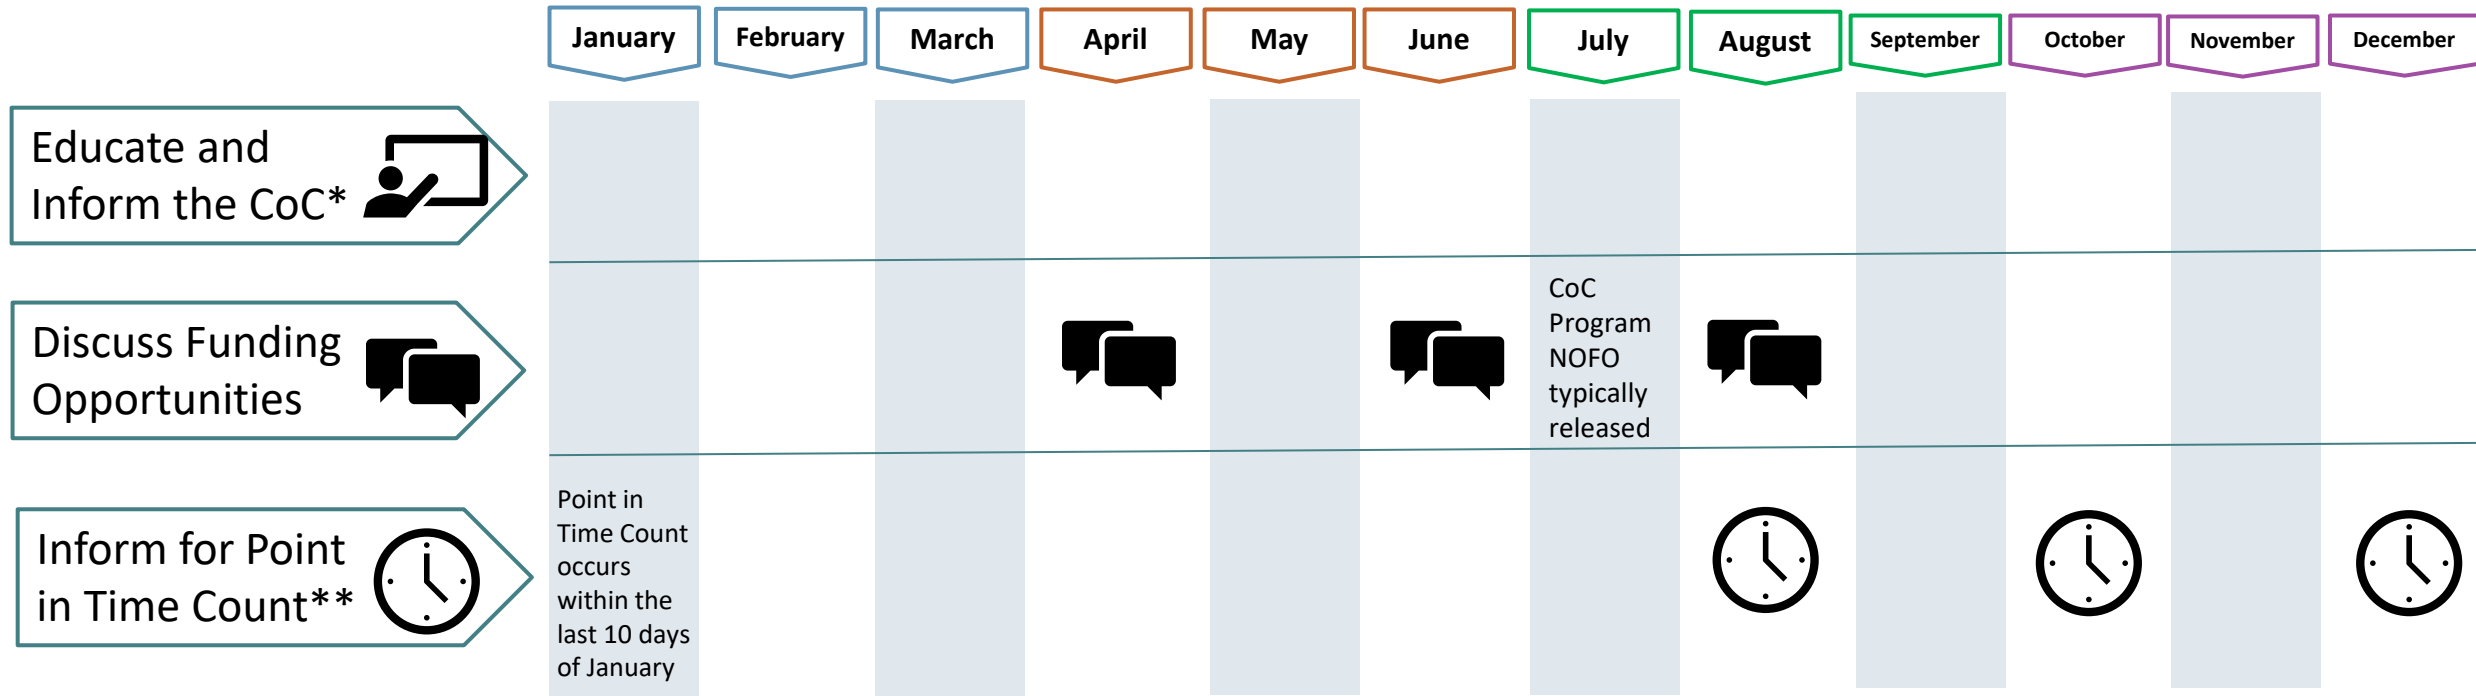 January February March April May June July August September October November December
Educate and
Inform the CoC*
Discuss Funding
Opportunities
CoC
Program
NOFO
typically
released
Inform for Point
in Time Count**
Point in
Time Count
occurs
within the
last 10 days
of January